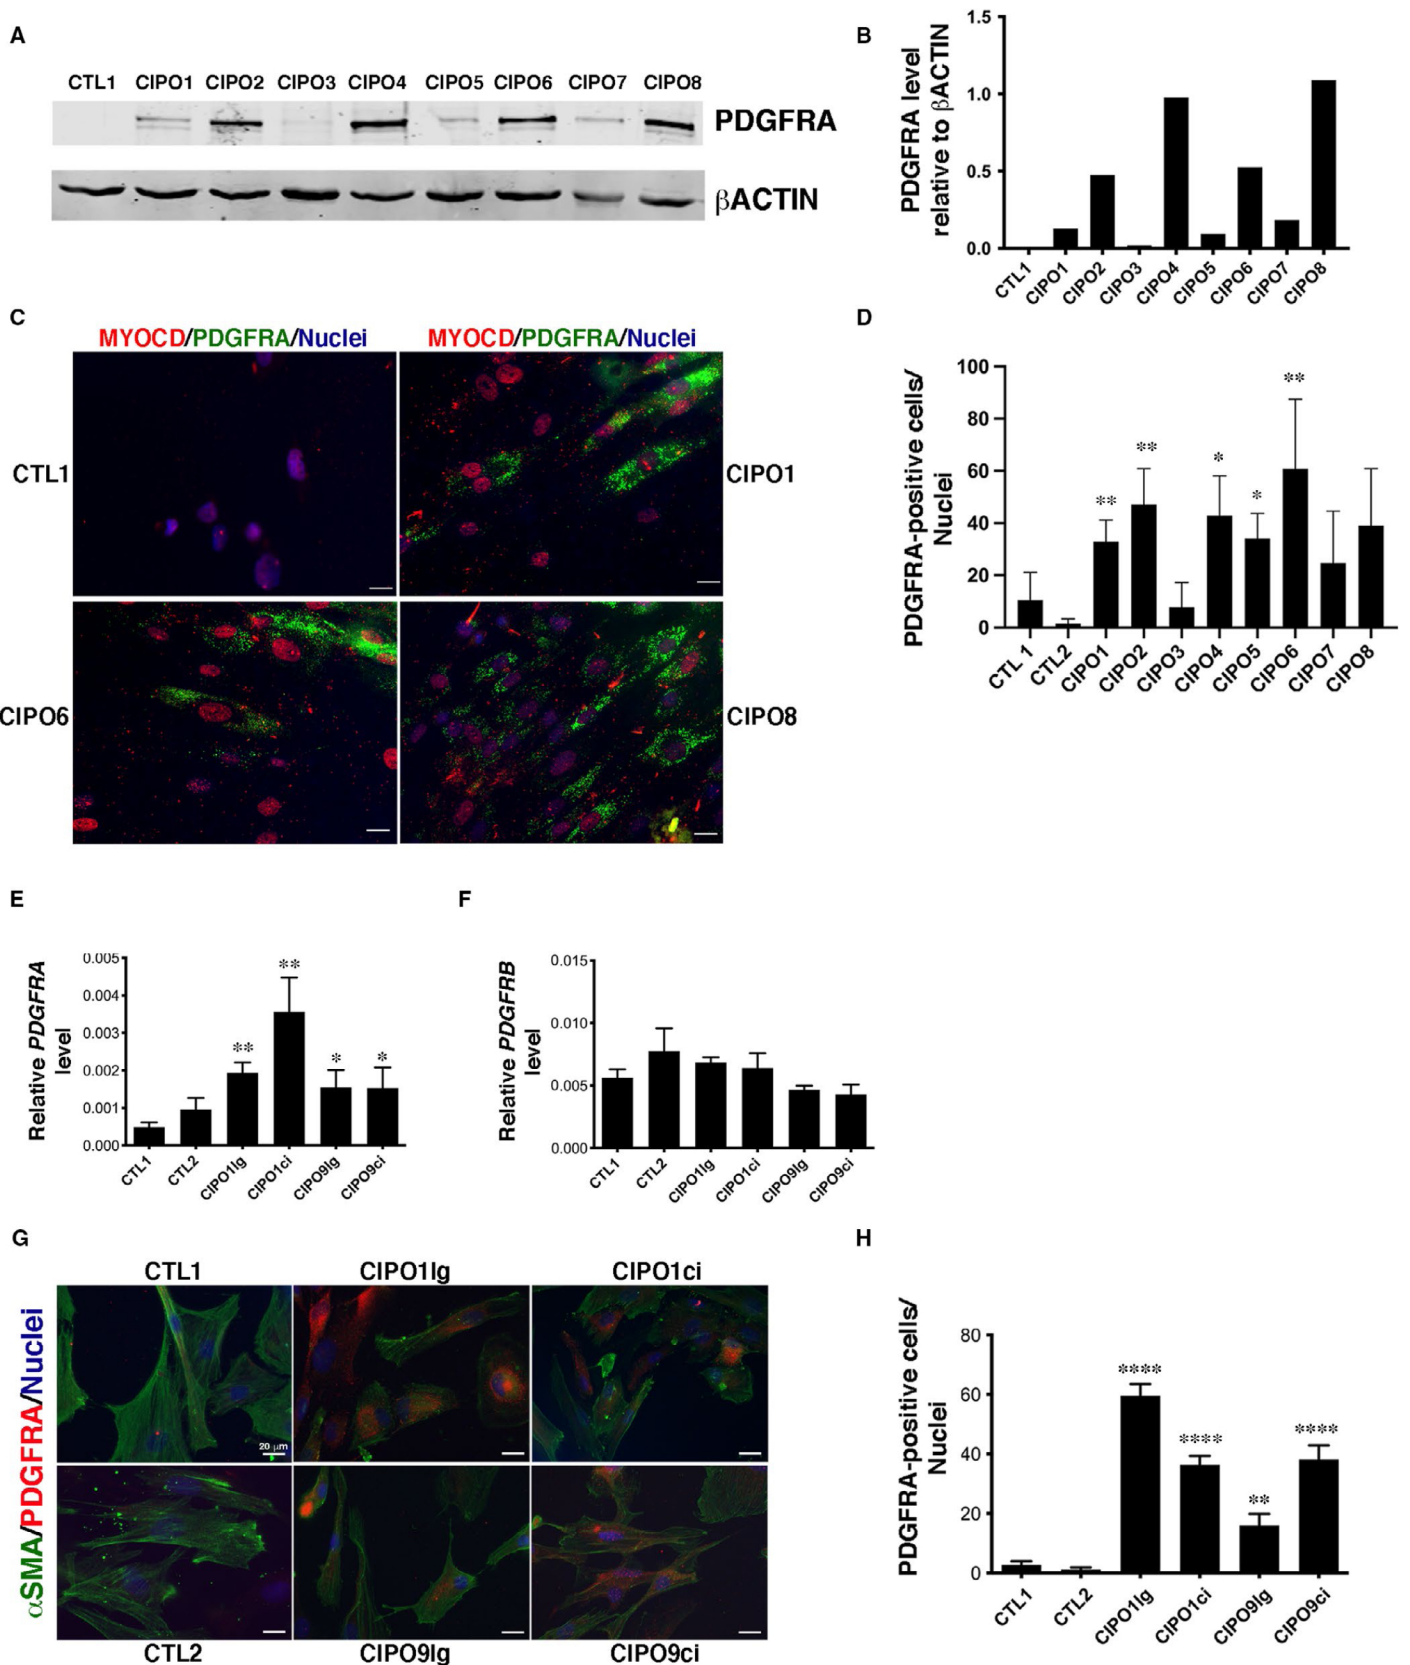 A
CTL1 CIPO1 CIPO2 CIPO3 CIPO4 CIPO5 CIPO6 CIPO7 CIPO8
PDGFRA
βACTIN
B
PDGFRA level
relative to βACTIN
1.5
1.0
0.5
0.0
CTL1 CIPO1 CIPO2 CIPO3 CIPO4 CIPO5 CIPO6 CIPO7 CIPO8
C
MYOCD/PDGFRA/Nuclei MYOCD/PDGFRA/Nuclei
CTL1 CIPO1
CIPO6 CIPO8
D
PDGFRA-positive cells/
Nuclei
100
80
60
40
20
0
** ** * * **
CTL 1 CTL2 CIPO1 CIPO2 CIPO3 CIPO4 CIPO5 CIPO6 CIPO7 CIPO8
E
Relative PDGFRA
level
0.005
0.004
0.003
0.002
0.001
0.000
** ** * *
CTL1 CTL2 CIPO1lg CIPO1ci CIPO9lg CIPO9ci
F
Relative PDGFRB
level
0.015
0.010
0.005
0.000
CTL1 CTL2 CIPO1lg CIPO1ci CIPO9lg CIPO9ci
G
αSMA/PDGFRA/Nuclei
CTL1 CIPO1lg CIPO1ci
20 μm
CTL2 CIPO9lg CIPO9ci
H
PDGFRA-positive cells/
Nuclei
80
60
40
20
0
**** **** ** ****
CTL1 CTL2 CIPO1lg CIPO1ci CIPO9lg CIPO9ci